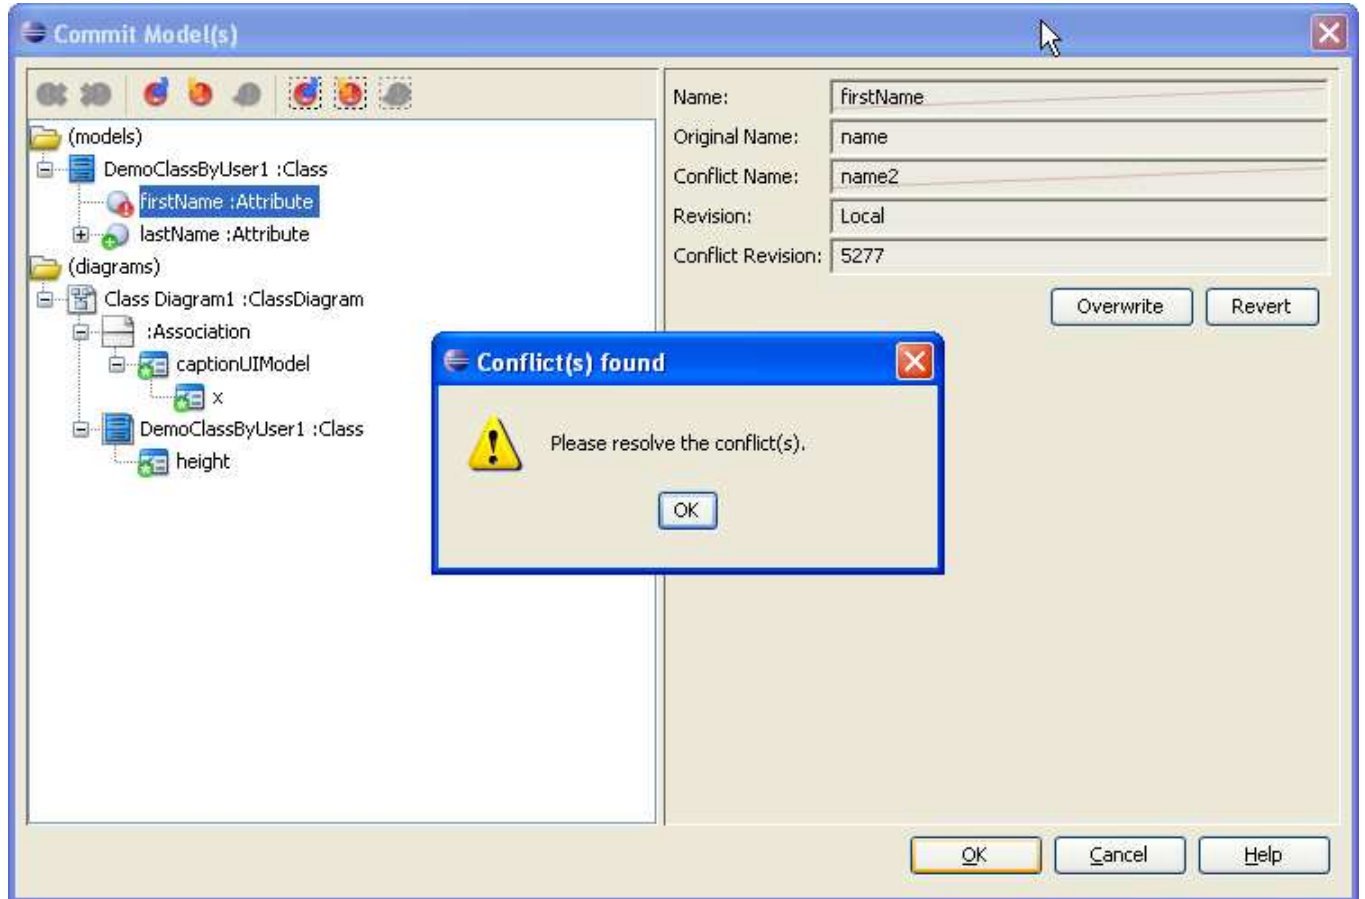 Commit Model(s)
(models)
DemoClassByUser1 :Class
firstName :Attribute
lastName :Attribute
(diagrams)
Class Diagram1 :ClassDiagram
:Association
captionUIModel
x
DemoClassByUser1 :Class
height
Name: firstName
Original Name: name
Conflict Name: name2
Revision: Local
Conflict Revision: 5277
Overwrite Revert
Conflict(s) found
Please resolve the conflict(s).
OK
OK Cancel Help